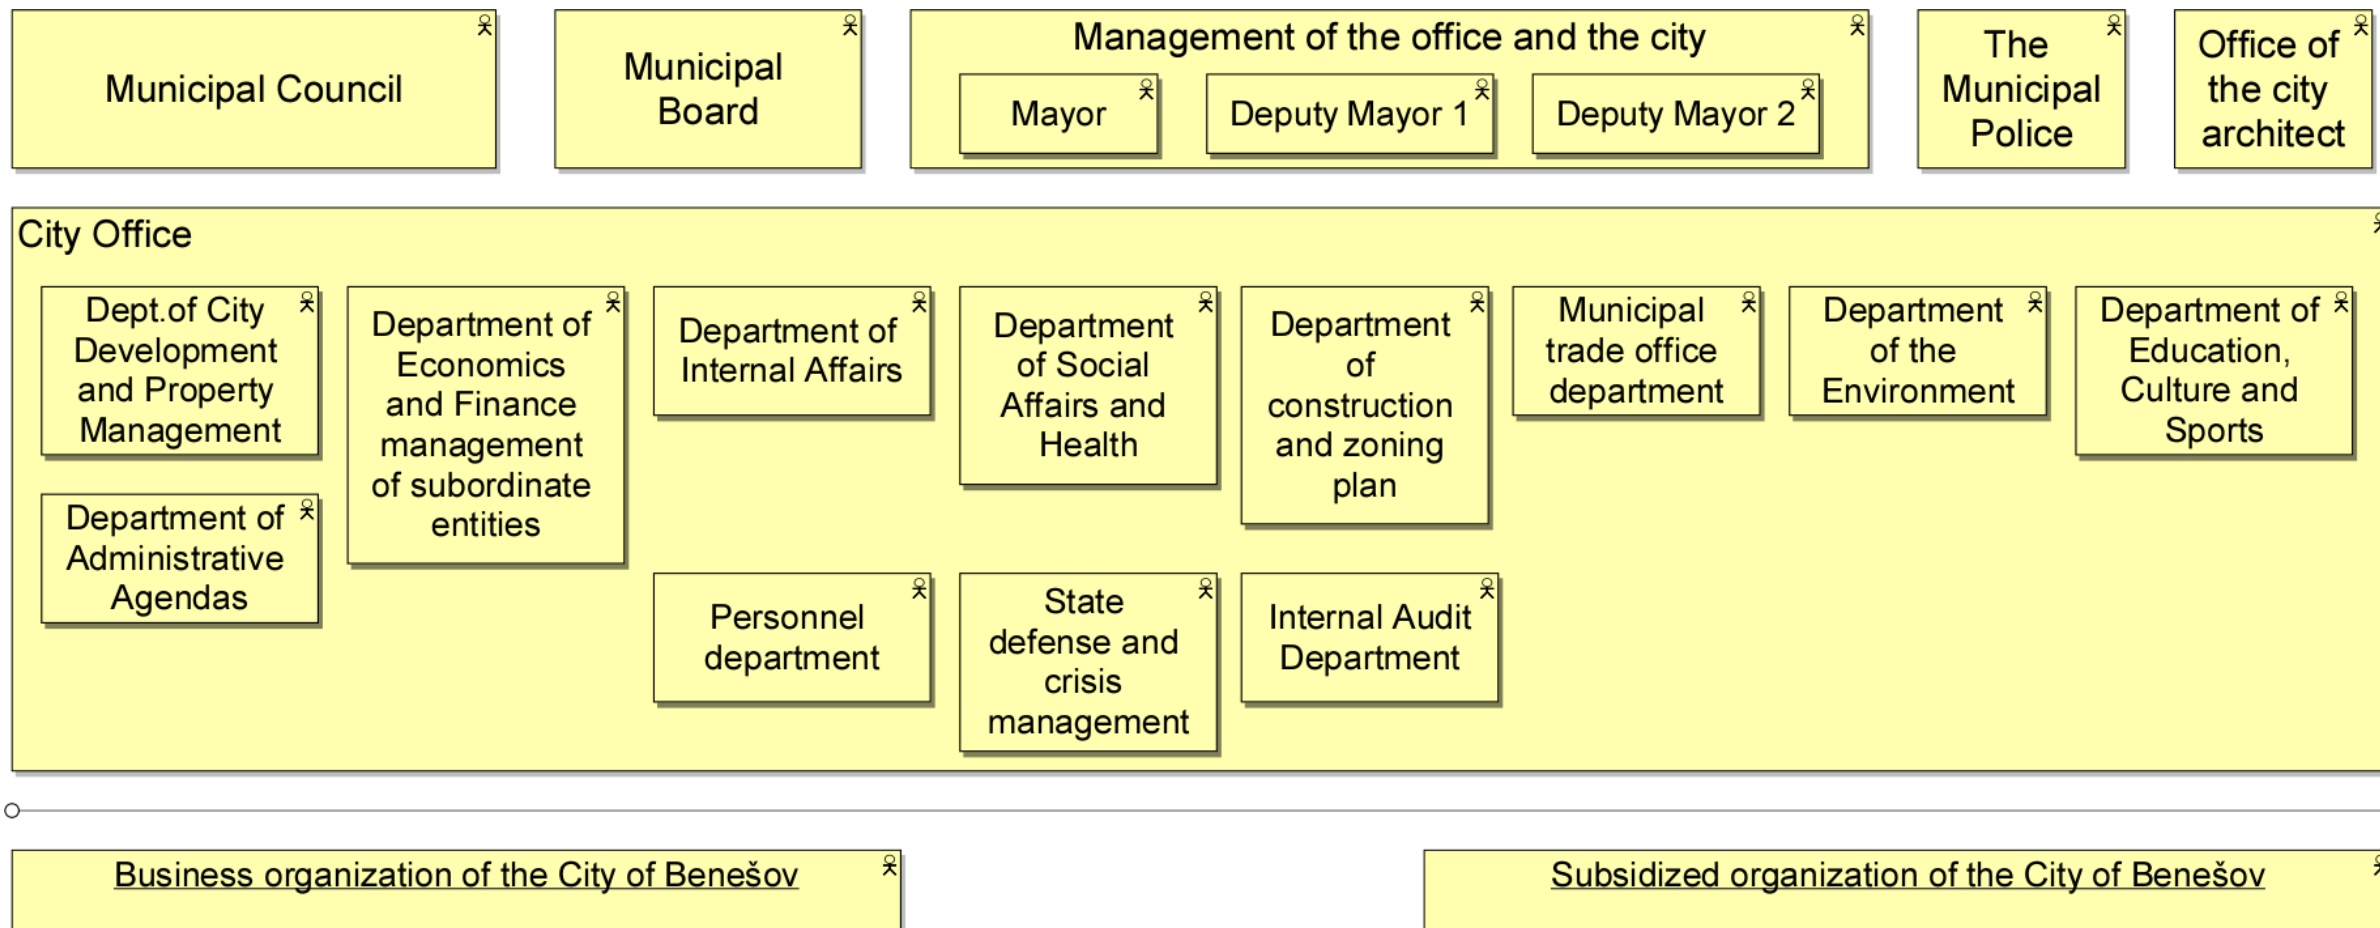 Municipal Council
Municipal
Board
Management of the office and the city
Mayor
Deputy Mayor 1
Deputy Mayor 2
The
Municipal
Police
Office of
the city
architect
City Office
Dept.of City
Development
and Property
Management
Department of
Economics
and Finance
management
of subordinate
entities
Department of
Internal Affairs
Department
of Social
Affairs and
Health
Department
of
construction
and zoning
plan
Municipal
trade office
department
Department
of the
Environment
Department of
Education,
Culture and
Sports
Department of
Administrative
Agendas
Personnel
department
State
defense and
crisis
management
Internal Audit
Department
Business organization of the City of Benešov
Subsidized organization of the City of Benešov